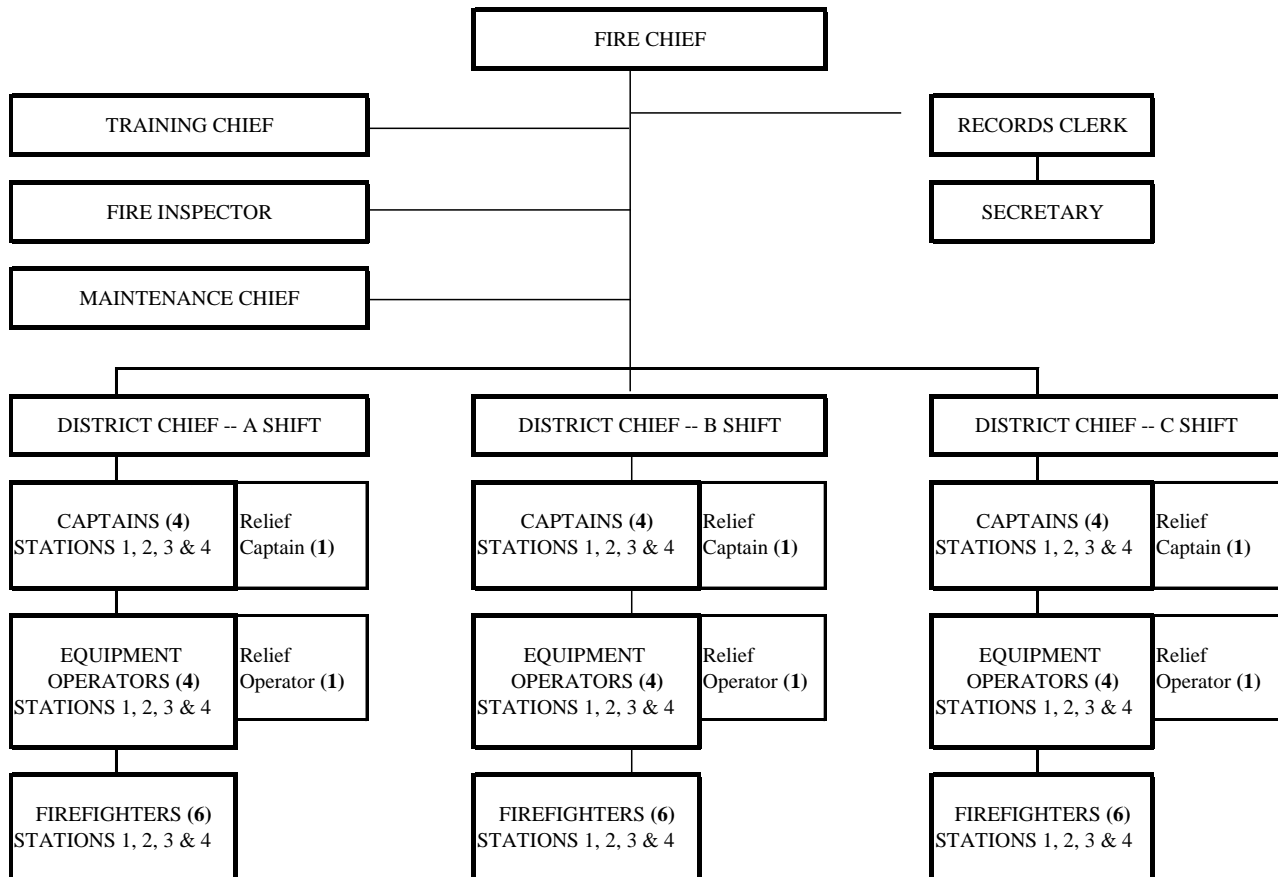 FIRE CHIEF
TRAINING CHIEF
RECORDS CLERK
FIRE INSPECTOR
SECRETARY
MAINTENANCE CHIEF
DISTRICT CHIEF -- A SHIFT
DISTRICT CHIEF -- B SHIFT
DISTRICT CHIEF -- C SHIFT
CAPTAINS (4)
STATIONS 1, 2, 3 & 4
Relief
Captain (1)
CAPTAINS (4)
STATIONS 1, 2, 3 & 4
Relief
Captain (1)
CAPTAINS (4)
STATIONS 1, 2, 3 & 4
Relief
Captain (1)
EQUIPMENT
OPERATORS (4)
STATIONS 1, 2, 3 & 4
Relief
Operator (1)
EQUIPMENT
OPERATORS (4)
STATIONS 1, 2, 3 & 4
Relief
Operator (1)
EQUIPMENT
OPERATORS (4)
STATIONS 1, 2, 3 & 4
Relief
Operator (1)
FIREFIGHTERS (6)
STATIONS 1, 2, 3 & 4
FIREFIGHTERS (6)
STATIONS 1, 2, 3 & 4
FIREFIGHTERS (6)
STATIONS 1, 2, 3 & 4